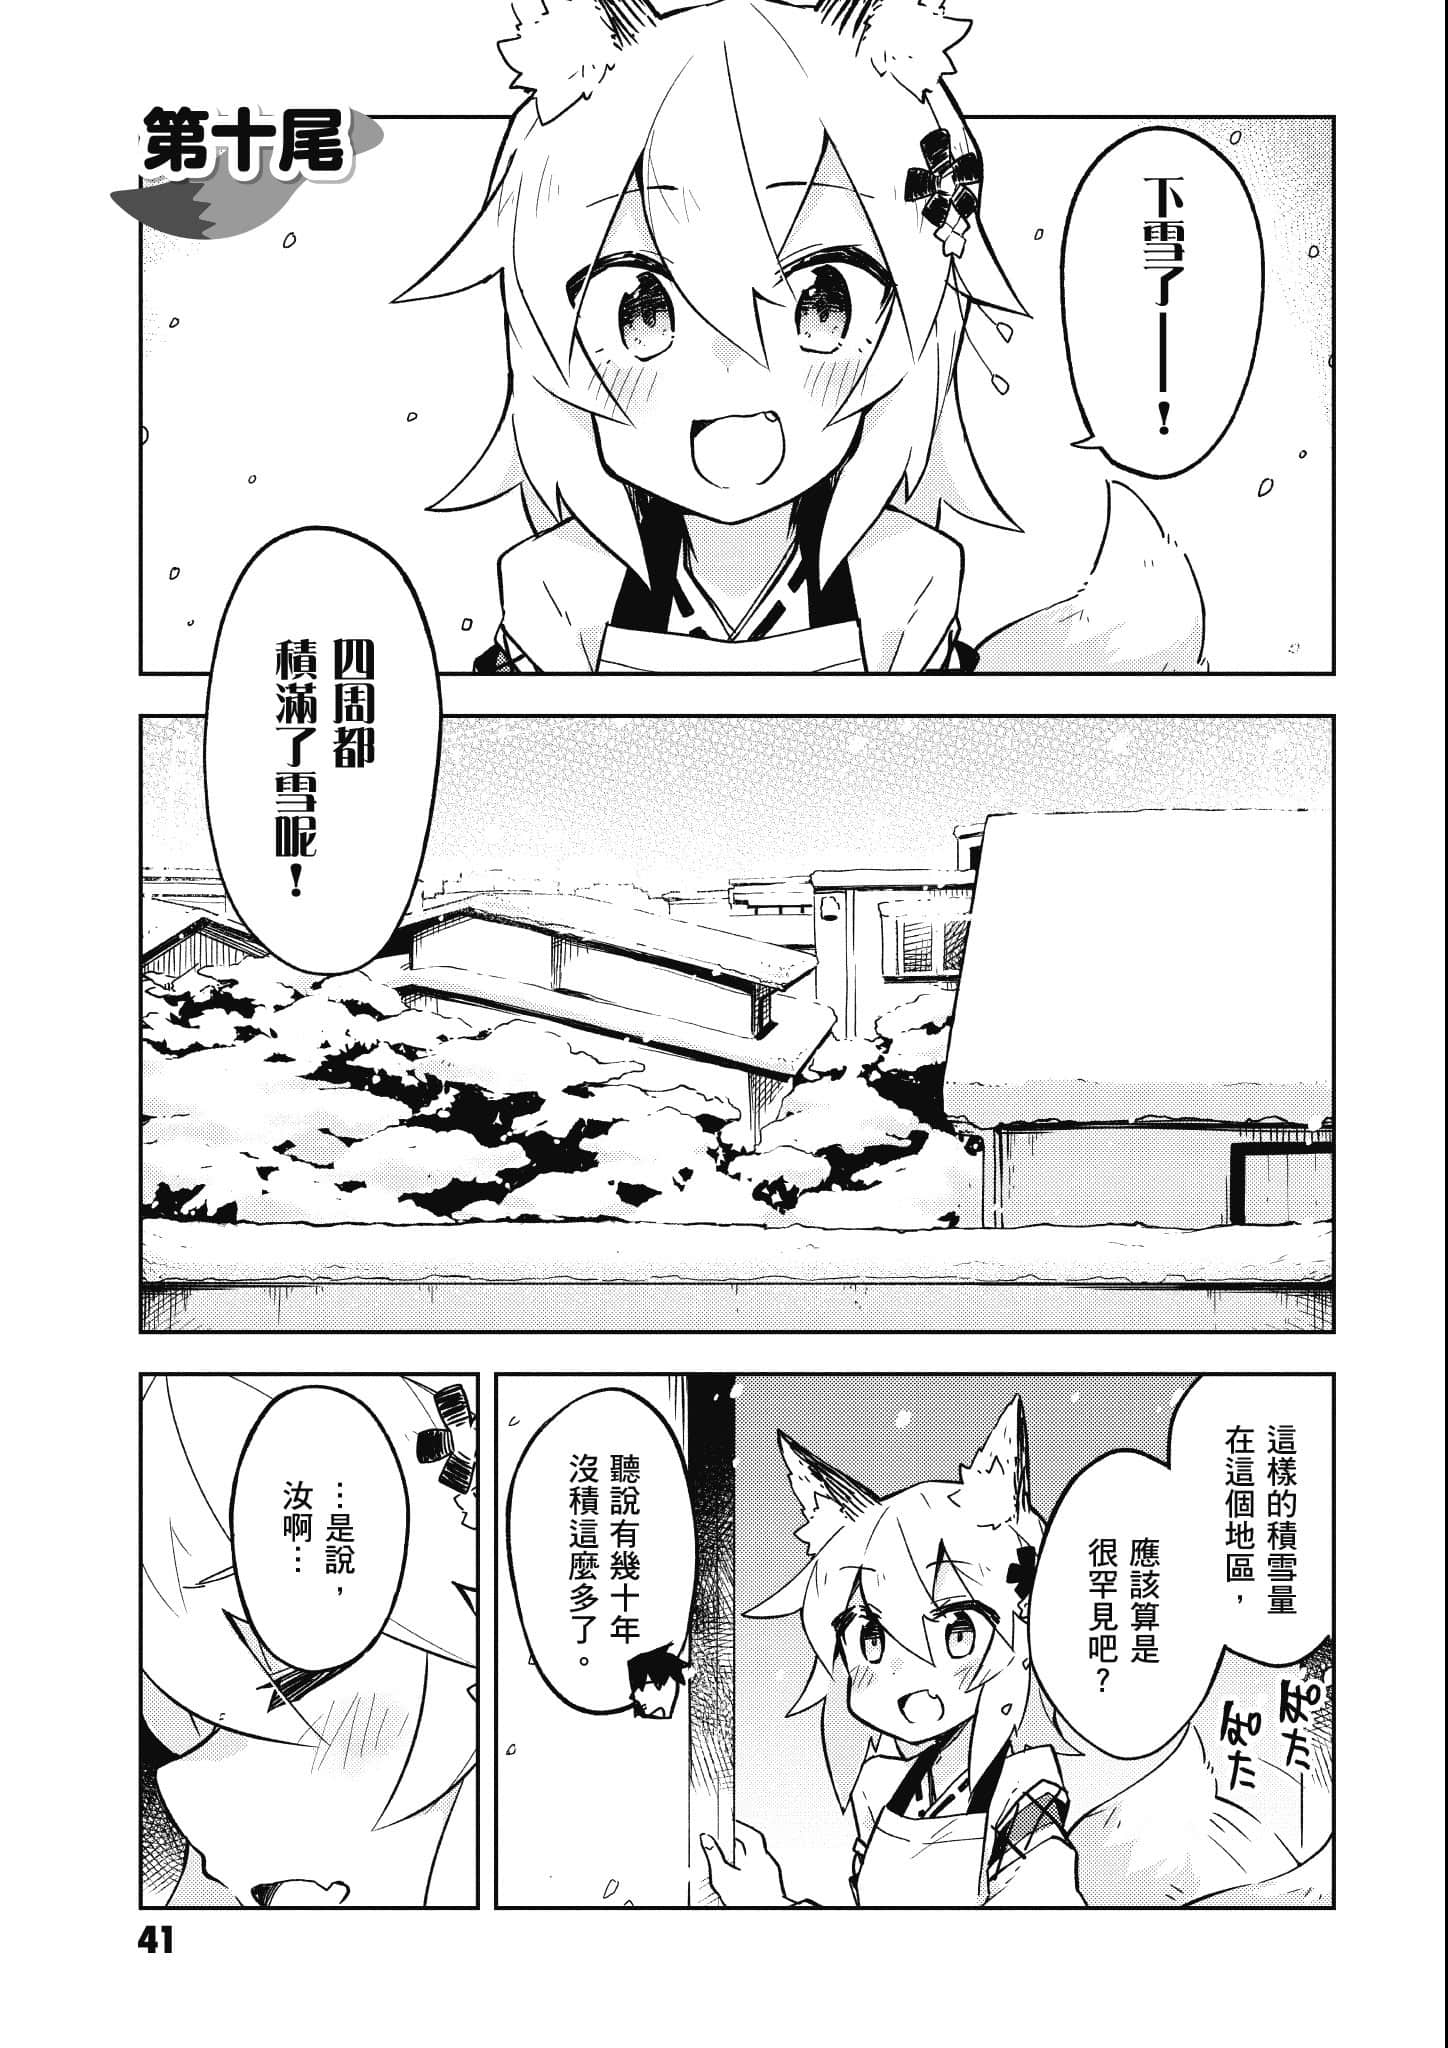 第十尾
下雪了——！
四周都
積滿了雪呢！
這樣的積雪量
在這個地區，
應該算是
很罕見吧？
ぽた
ぽた
聽說有幾十年
沒積這麼多了。
…是說，
汝啊…
41